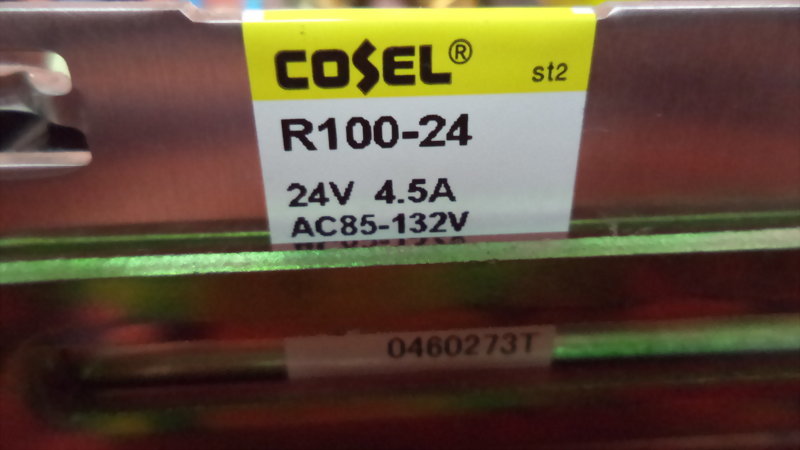 COSEL®
st2
R100-24
24V 4.5A
AC85-132V
0460273T